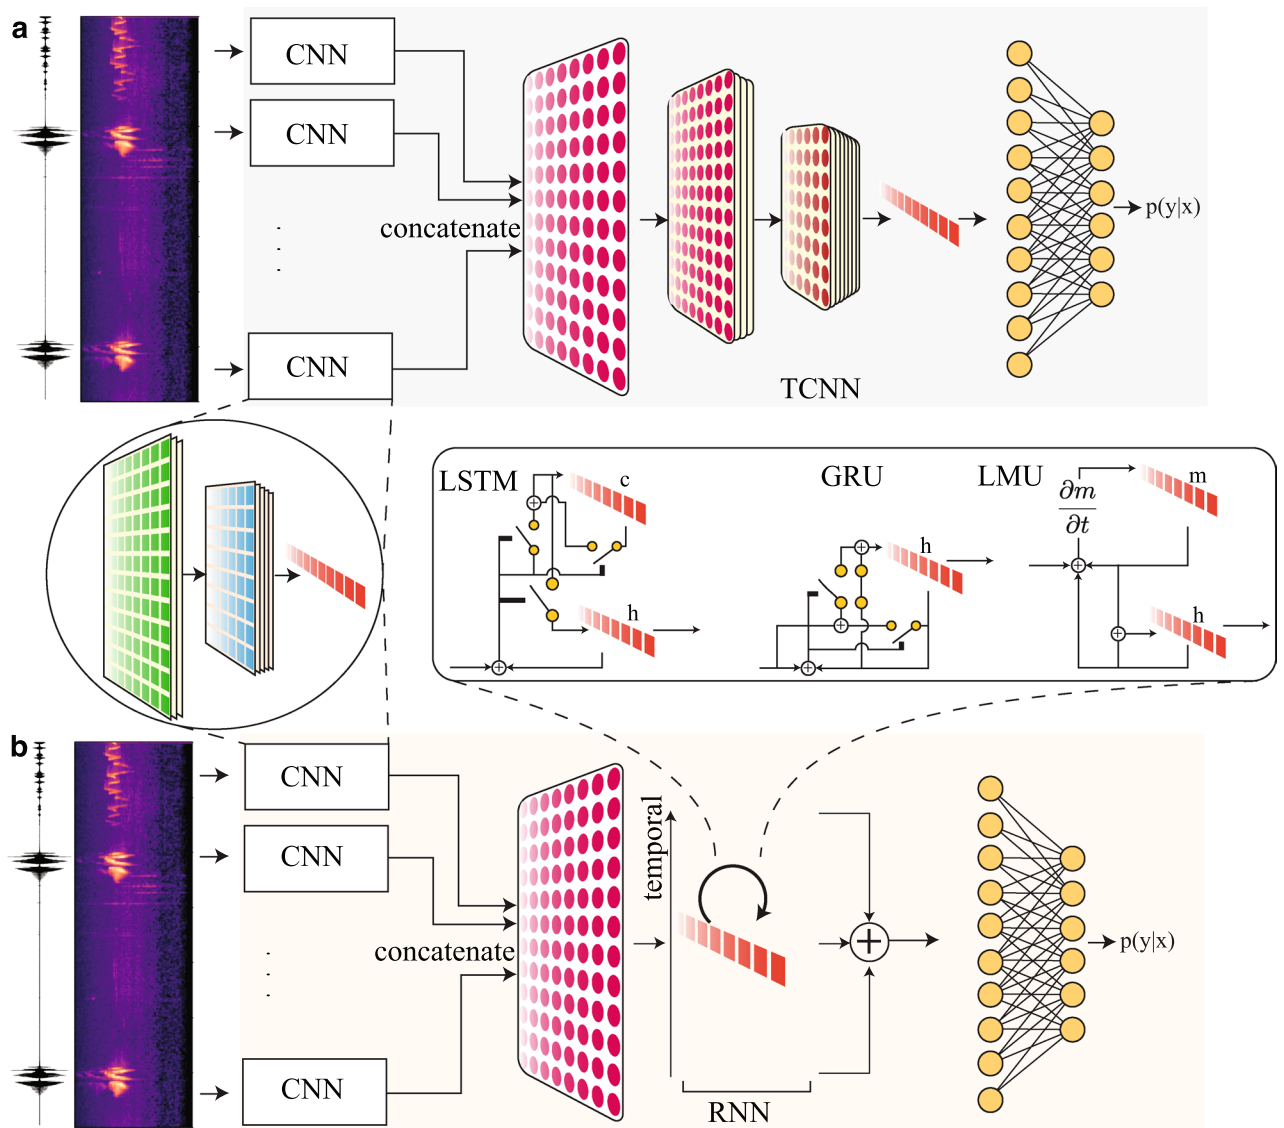 a
CNN
CNN
concatenate
CNN
TCNN
p(y|x)
LSTM
c
h
GRU
h
LMU
∂m
∂t
m
h
b
CNN
CNN
concatenate
CNN
temporal
RNN
p(y|x)